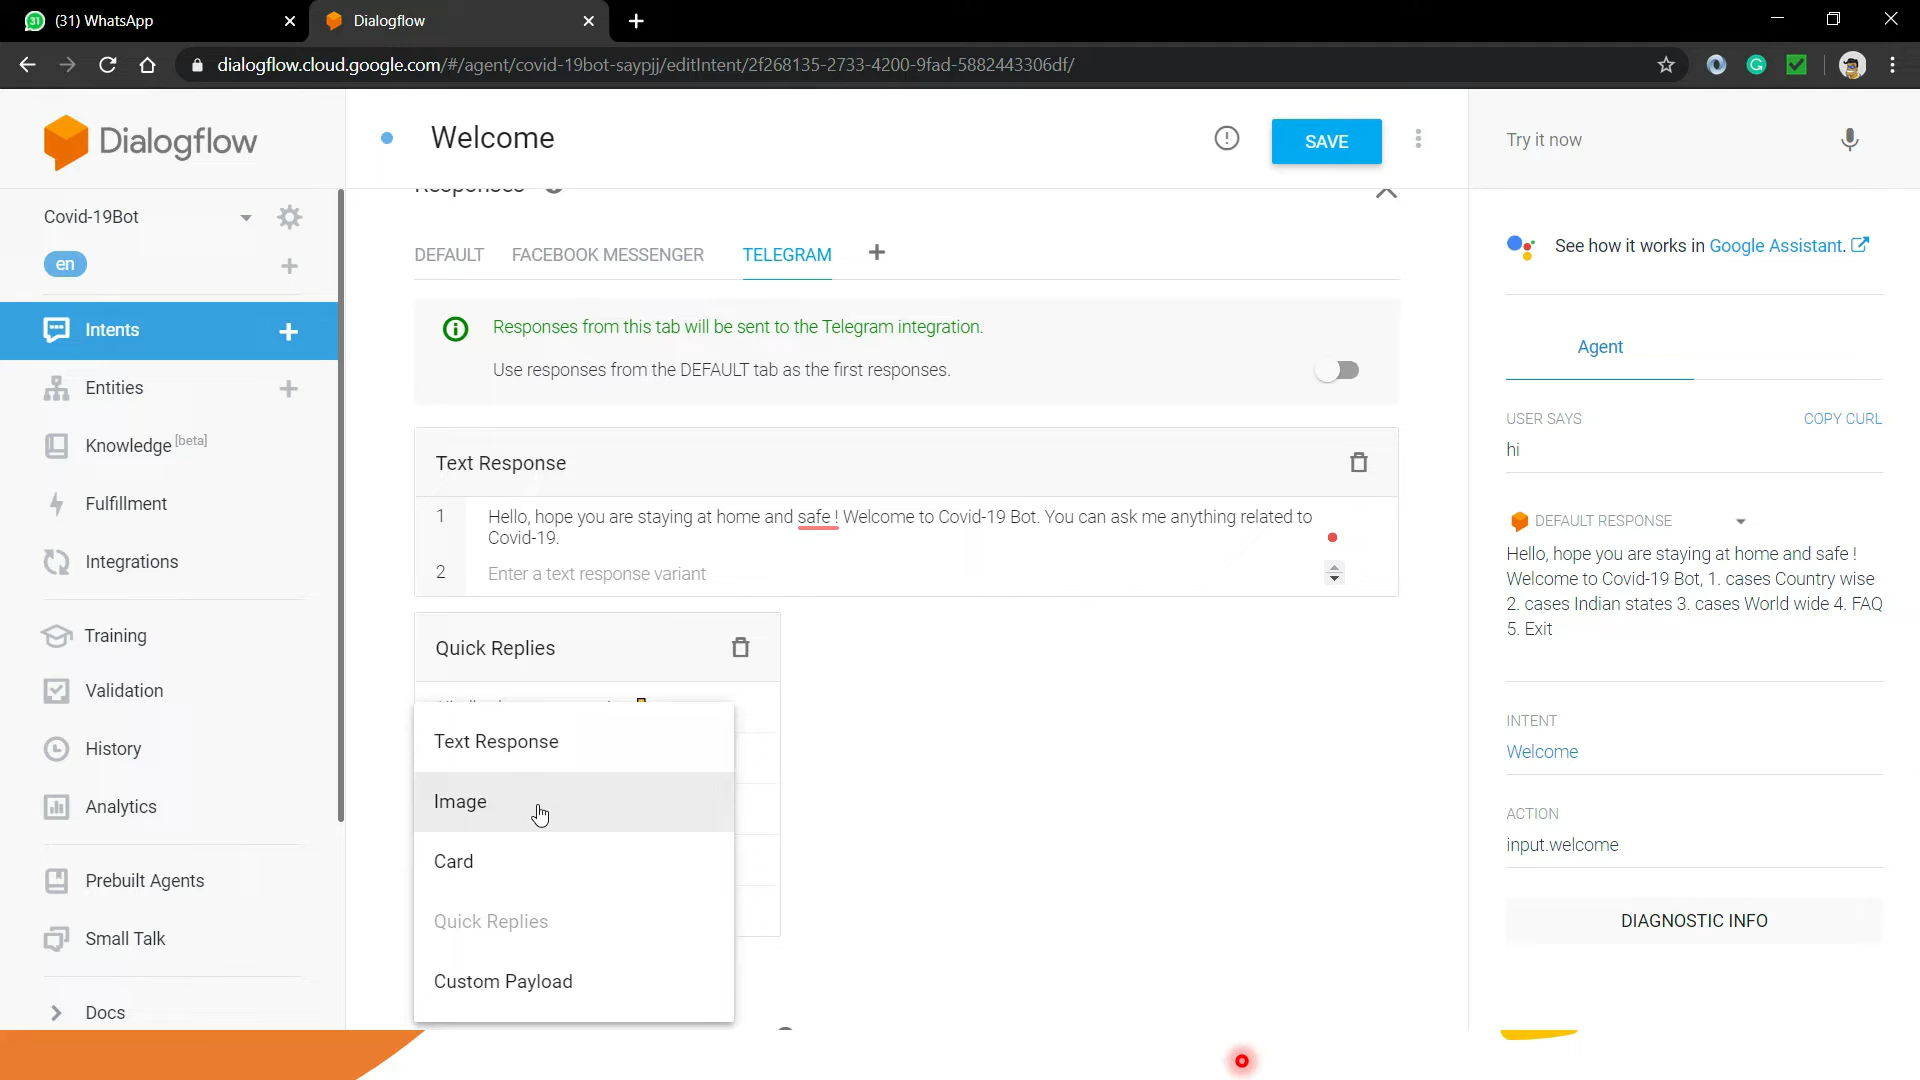 (31) WhatsApp
Dialogflow
dialogflow.cloud.google.com/#/agent/covid-19bot-saypjj/editIntent/2f268135-2733-4200-9fad-5882443306df/
Dialogflow
Welcome
SAVE
Try it now
Covid-19Bot
en
Intents
Entities
Knowledge [beta]
Fulfillment
Integrations
Training
Validation
History
Analytics
Prebuilt Agents
Small Talk
Docs
Responses
DEFAULT
FACEBOOK MESSENGER
TELEGRAM
Responses from this tab will be sent to the Telegram integration.
Use responses from the DEFAULT tab as the first responses.
Text Response
1
Hello, hope you are staying at home and safe ! Welcome to Covid-19 Bot. You can ask me anything related to
Covid-19.
2
Enter a text response variant
Quick Replies
Text Response
Image
Card
Quick Replies
Custom Payload
See how it works in Google Assistant.
Agent
USER SAYS
COPY CURL
hi
DEFAULT RESPONSE
Hello, hope you are staying at home and safe !
Welcome to Covid-19 Bot, 1. cases Country wise
2. cases Indian states 3. cases World wide 4. FAQ
5. Exit
INTENT
Welcome
ACTION
input.welcome
DIAGNOSTIC INFO